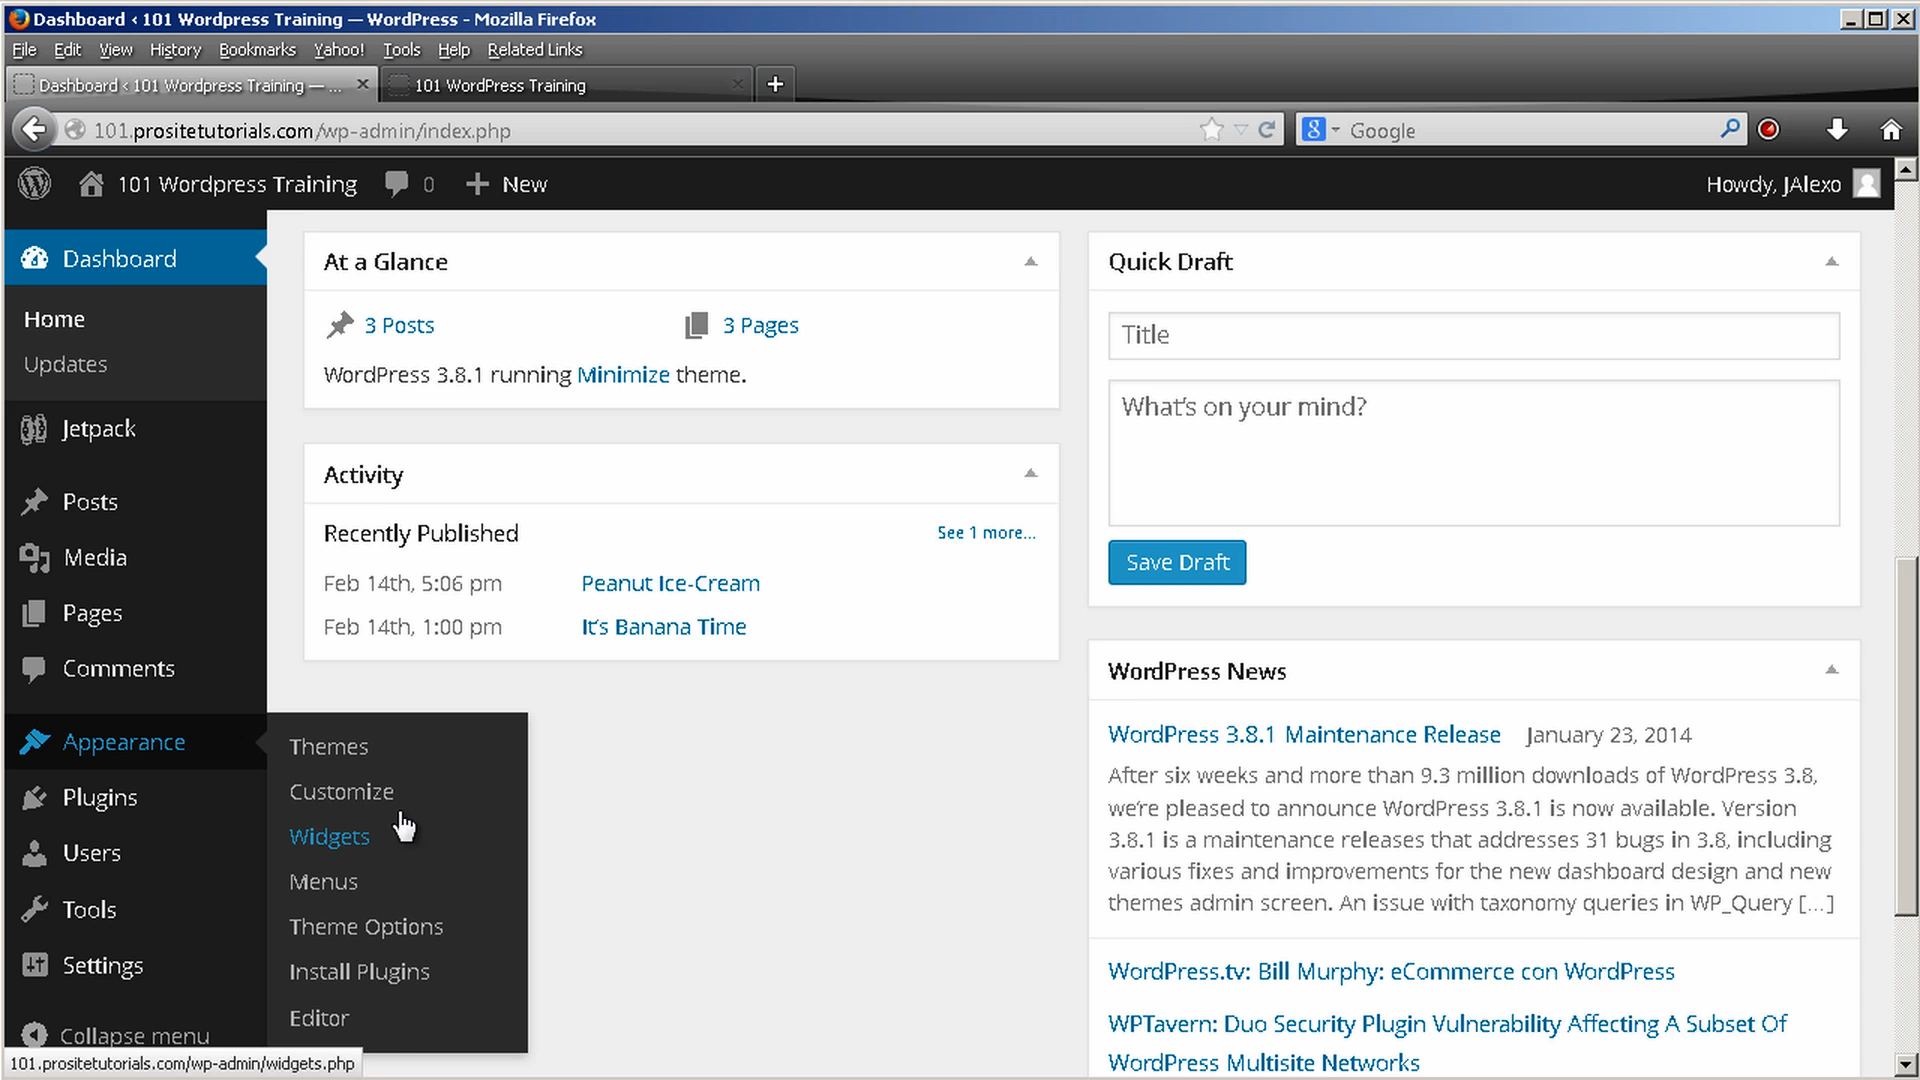 Dashboard ‹ 101 Wordpress Training — WordPress - Mozilla Firefox
File Edit View History Bookmarks Yahoo! Tools Help Related Links
Dashboard ‹ 101 Wordpress Training — ...
101 WordPress Training
101.prositetutorials.com/wp-admin/index.php
Google
101 Wordpress Training 0 New
Howdy, JAlexo
Dashboard
Home
Updates
Jetpack
Posts
Media
Pages
Comments
Appearance
Plugins
Users
Tools
Settings
Collapse menu
Themes
Customize
Widgets
Menus
Theme Options
Install Plugins
Editor
101.prositetutorials.com/wp-admin/widgets.php
At a Glance
3 Posts
3 Pages
WordPress 3.8.1 running Minimize theme.
Activity
Recently Published
See 1 more...
Feb 14th, 5:06 pm Peanut Ice-Cream
Feb 14th, 1:00 pm It's Banana Time
Quick Draft
Title
What's on your mind?
Save Draft
WordPress News
WordPress 3.8.1 Maintenance Release January 23, 2014
After six weeks and more than 9.3 million downloads of WordPress 3.8,
we're pleased to announce WordPress 3.8.1 is now available. Version
3.8.1 is a maintenance releases that addresses 31 bugs in 3.8, including
various fixes and improvements for the new dashboard design and new
themes admin screen. An issue with taxonomy queries in WP_Query [...]
WordPress.tv: Bill Murphy: eCommerce con WordPress
WPTavern: Duo Security Plugin Vulnerability Affecting A Subset Of
WordPress Multisite Networks